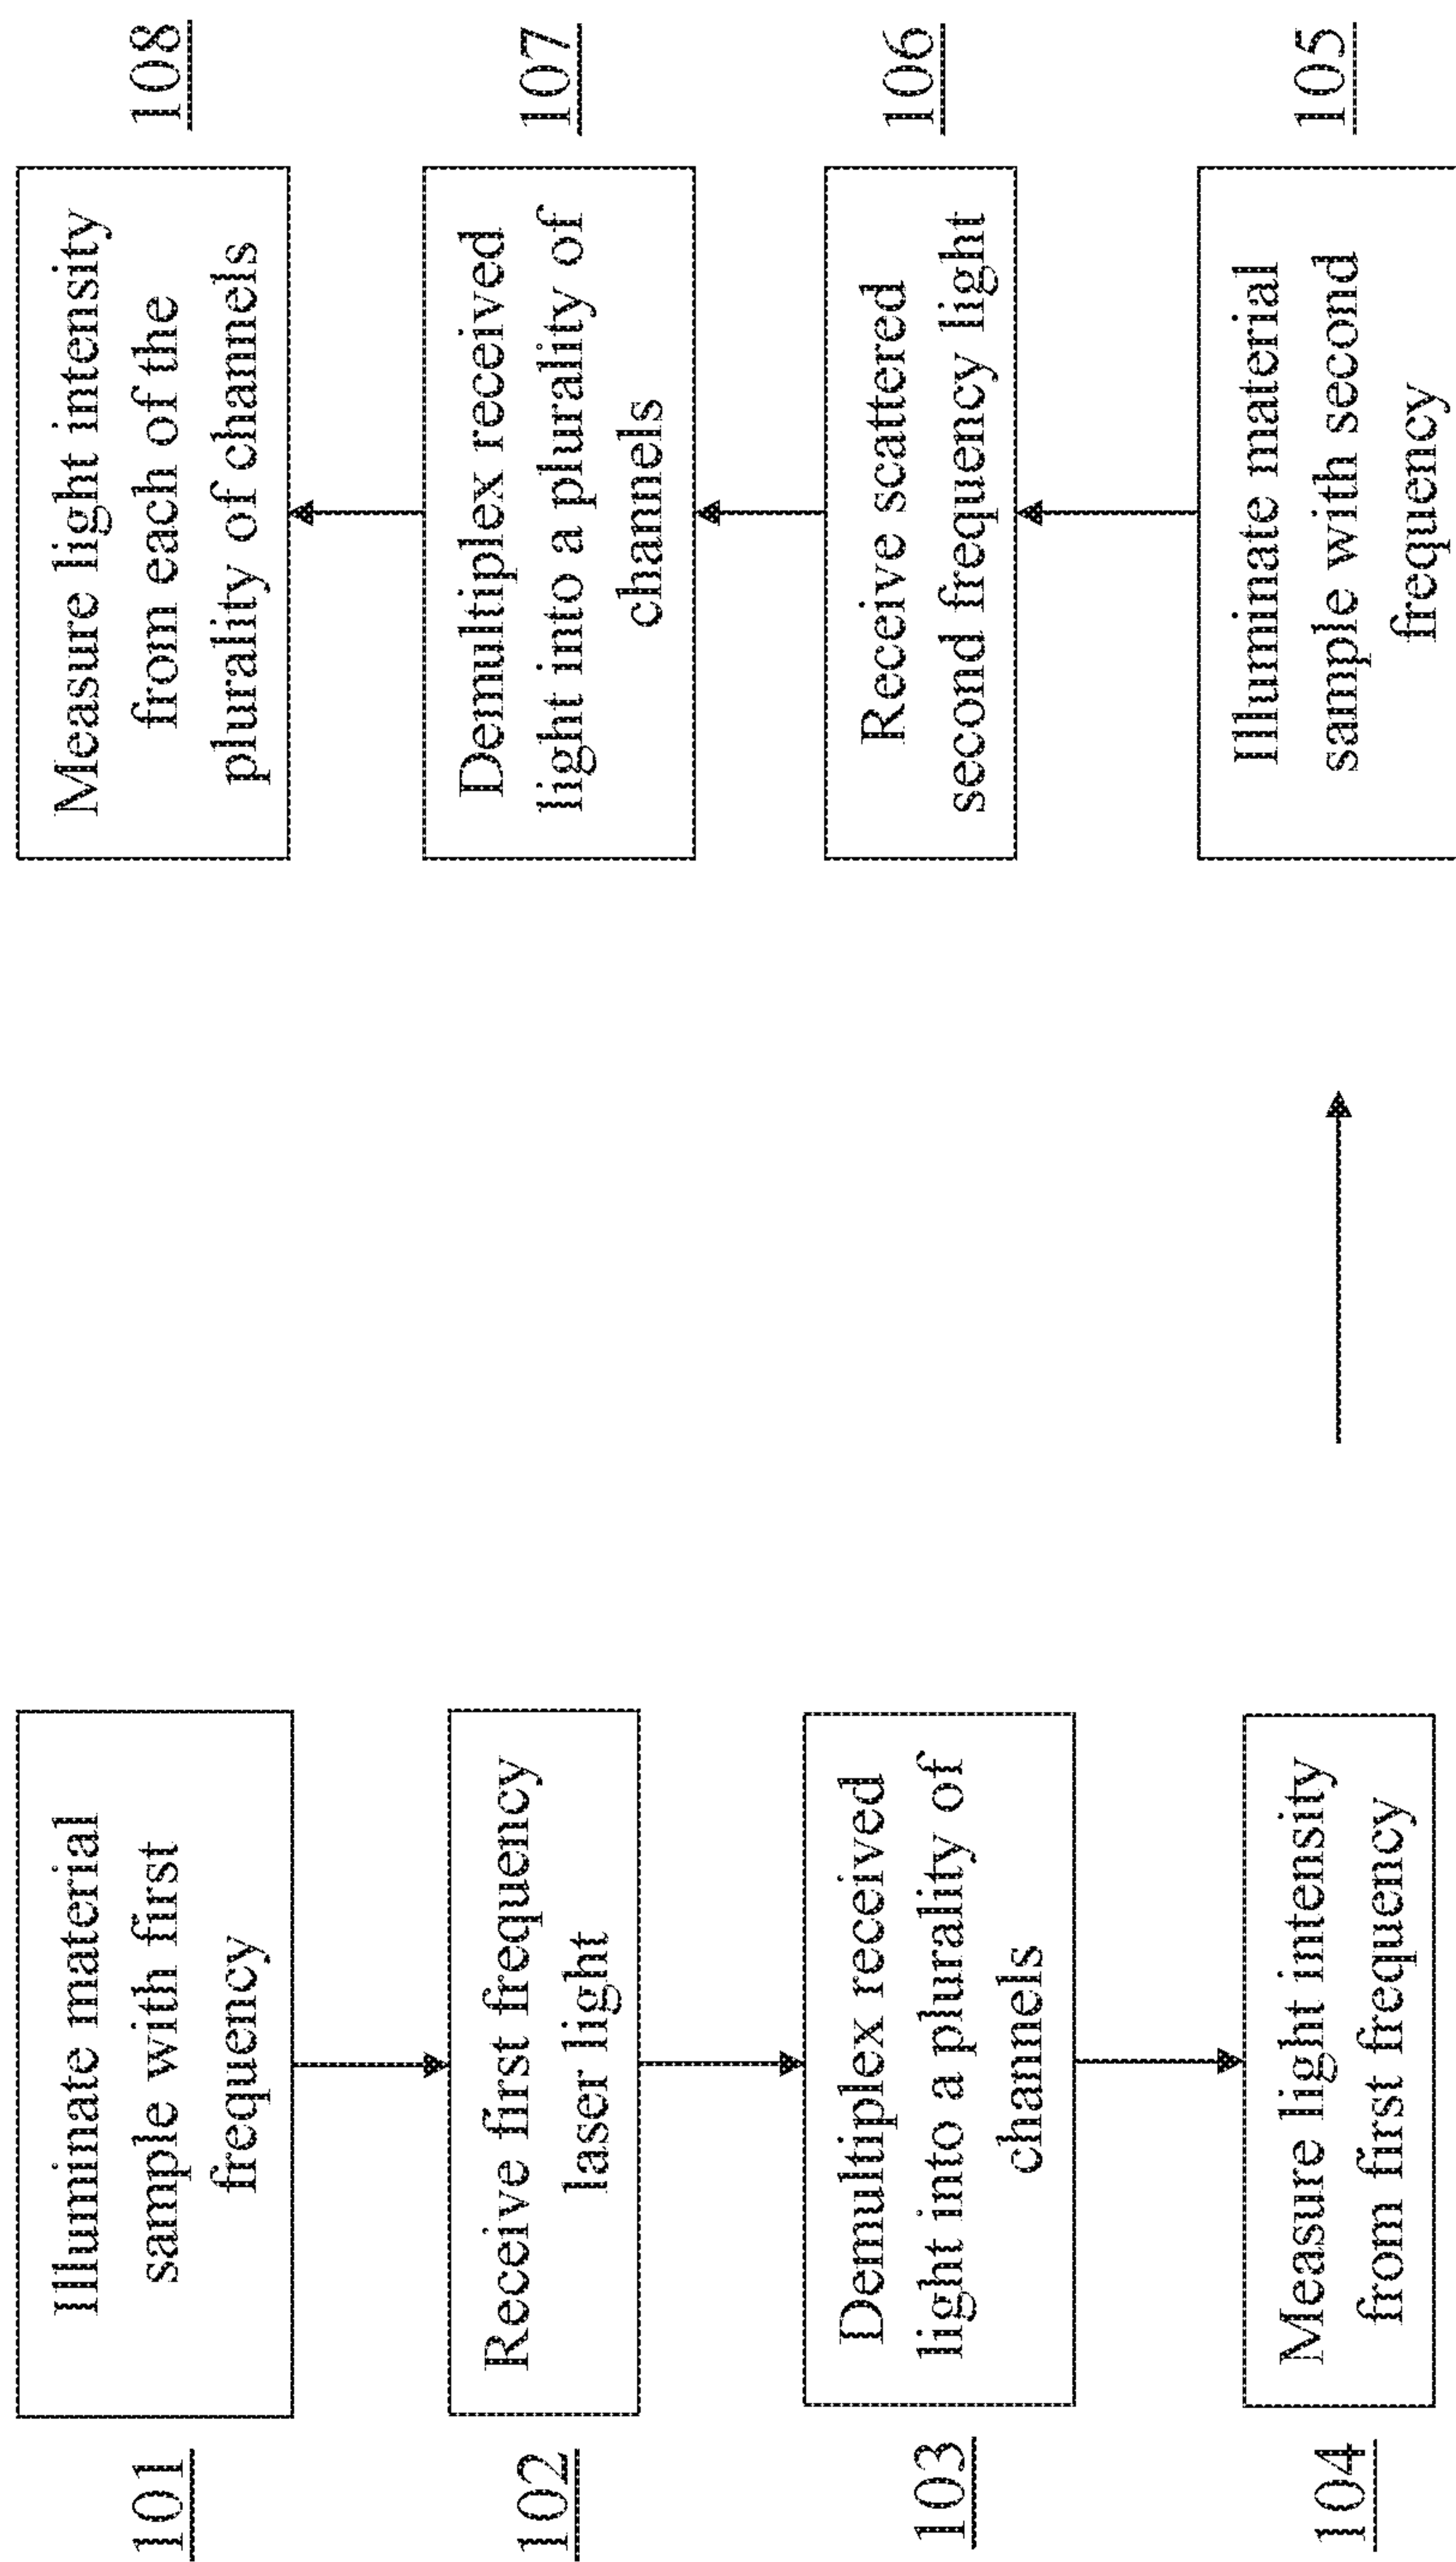 101
Illuminate material
sample with first
frequency
102
Receive first frequency
laser light
103
Demultiplex received
light into a plurality of
channels
104
Measure light intensity
from first frequency
105
Illuminate material
sample with second
frequency
106
Receive scattered
second frequency light
107
Demultiplex received
light into a plurality of
channels
108
Measure light intensity
from each of the
plurality of channels